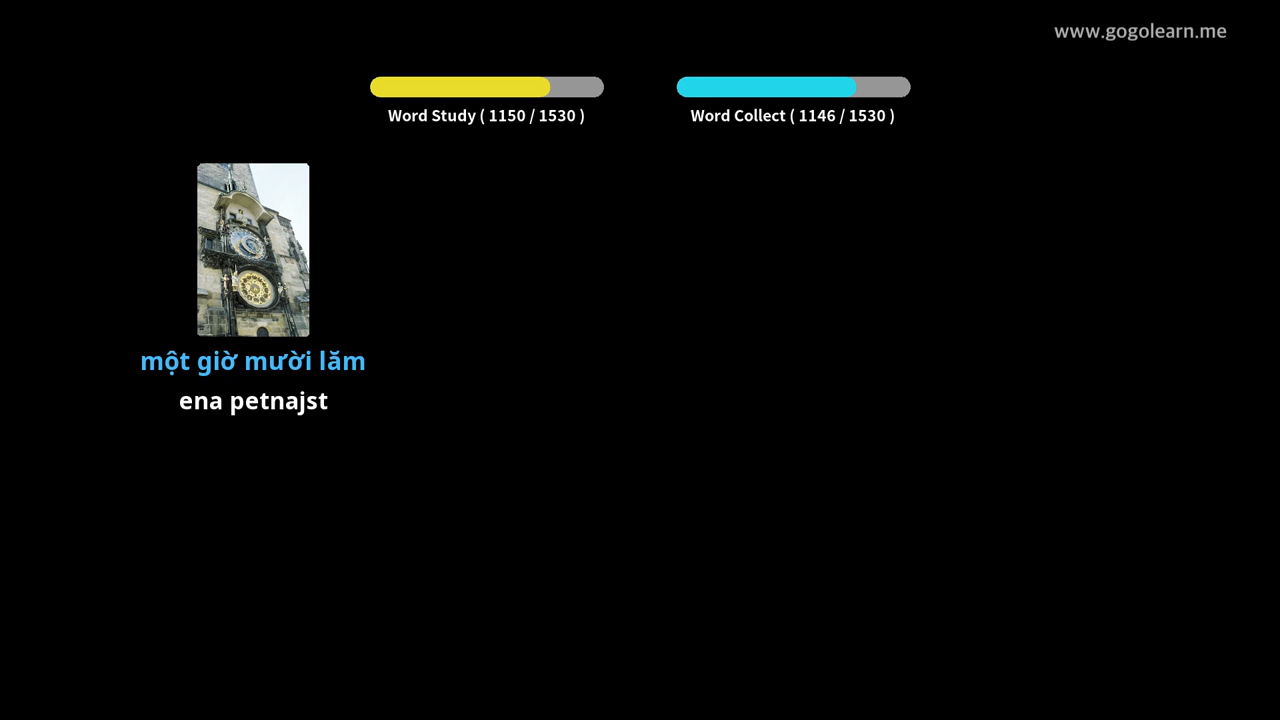 www.gogolearn.me
Word Study ( 1150 / 1530 )
Word Collect ( 1146 / 1530 )
một giờ mười lăm
ena petnajst